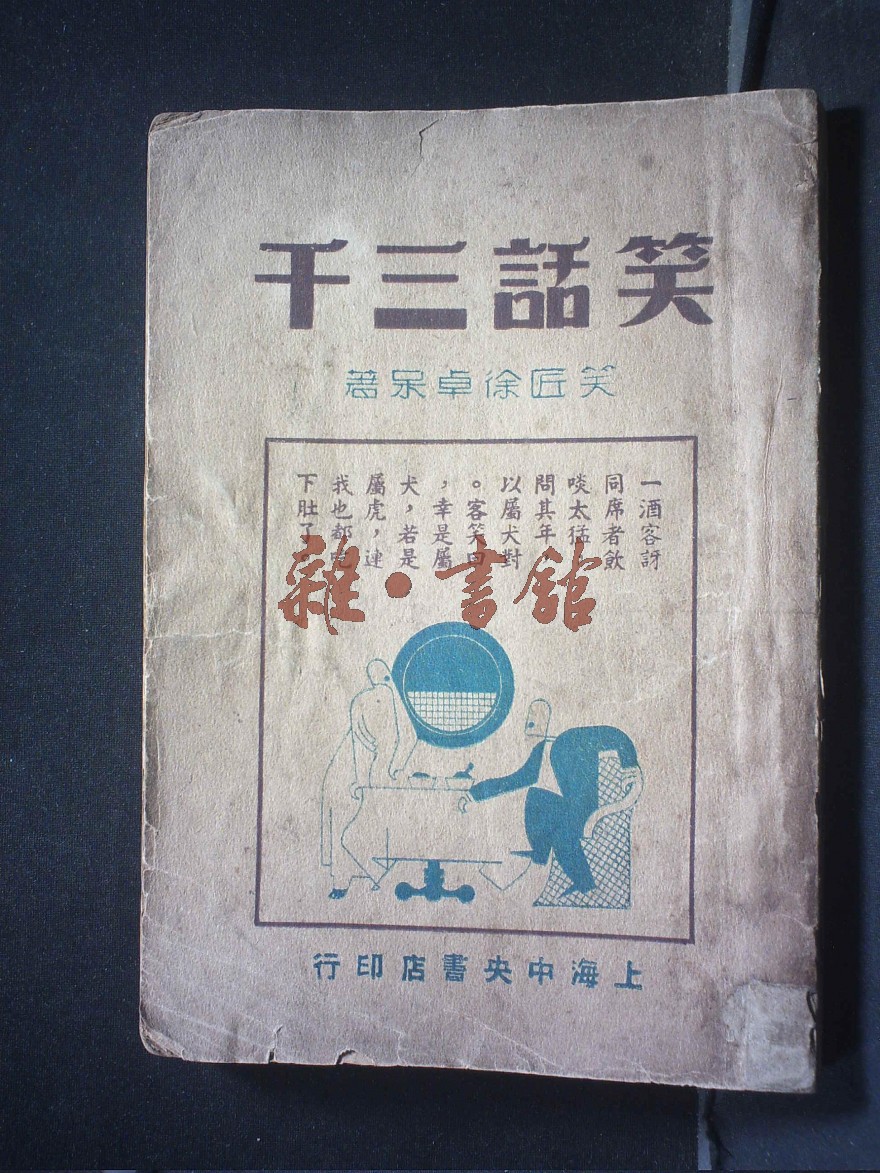 笑話三千
笑匠徐卓呆著
一酒客訝
同席者飲
啖太猛
問其年
以屬犬對
。客笑曰
，幸是屬
犬，若是
屬虎，連
我也都吃
下肚了。
雜·書館
上海中央書店印行